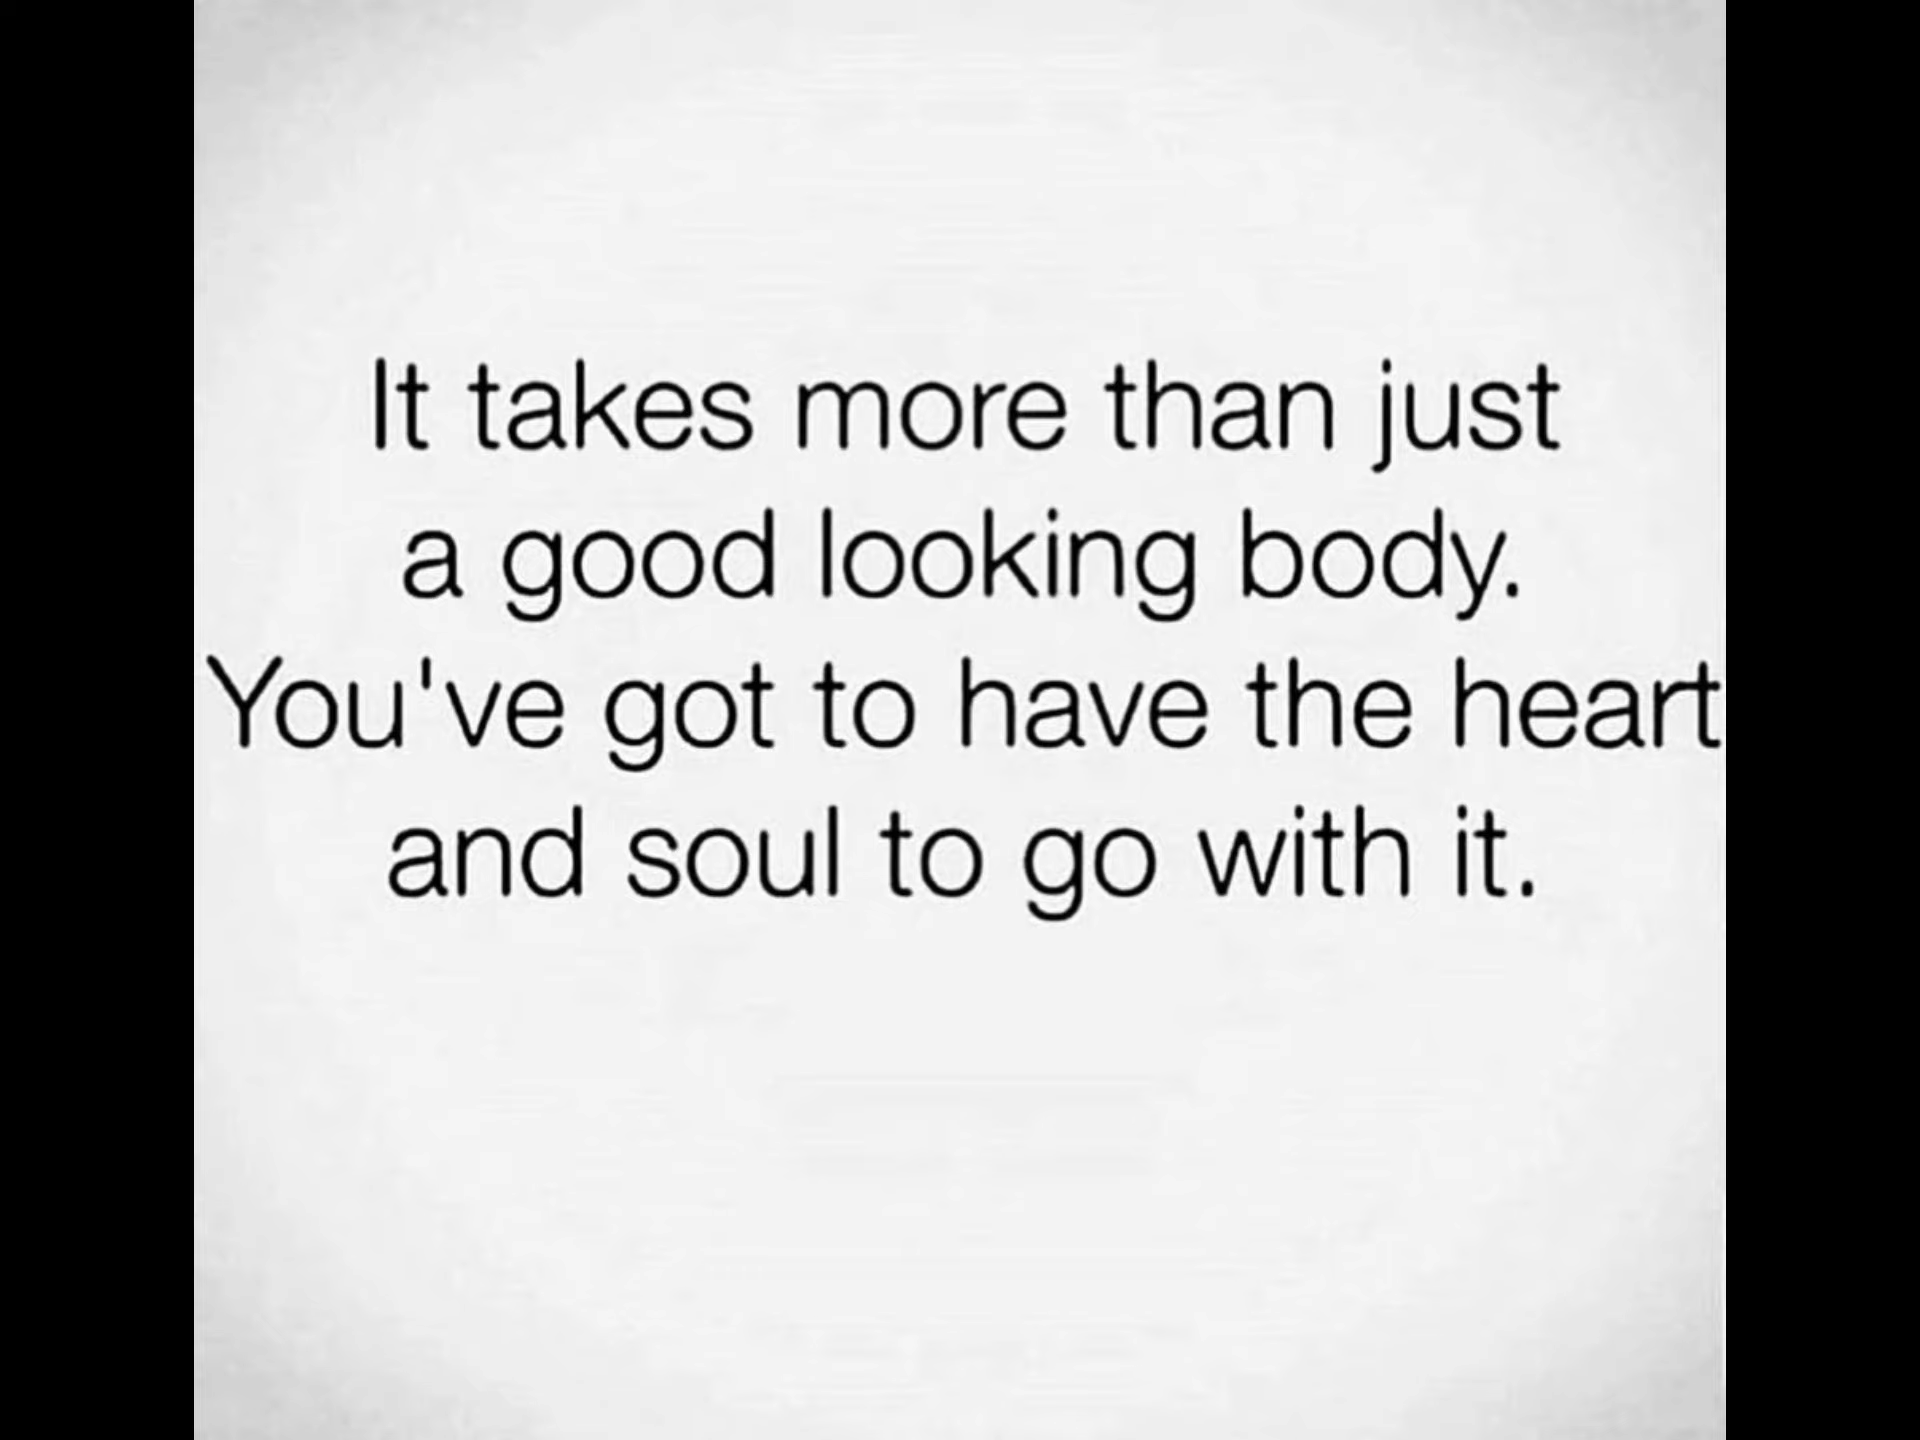 It takes more than just
a good looking body.
You've got to have the heart
and soul to go with it.